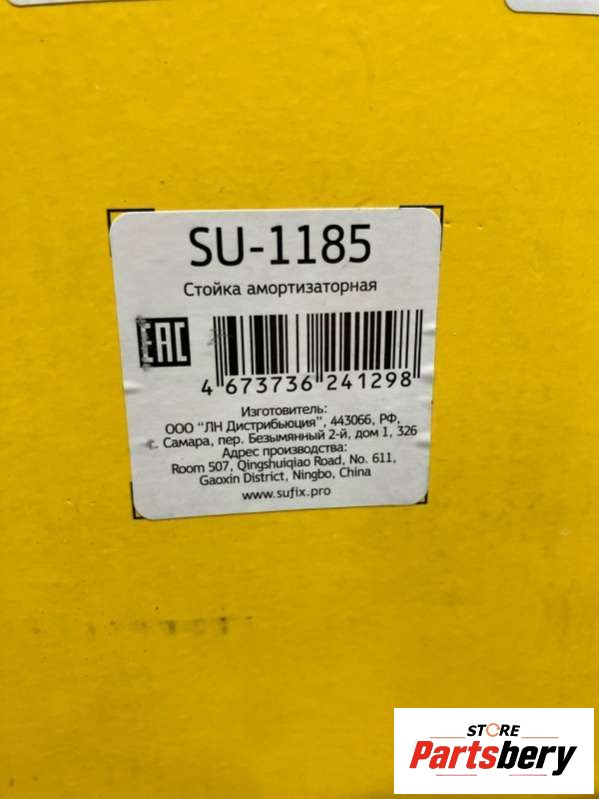 SU-1185
Стойка амортизаторная
EAC
4 673736 241298
Изготовитель:
ООО "ЛН Дистрибьюция", 443066, РФ,
г. Самара, пер. Безымянный 2-й, дом 1, 326
Адрес производства:
Room 507, Qingshuiqiao Road, No. 611,
Gaoxin District, Ningbo, China
www.sufix.pro
STORE
Partsbery